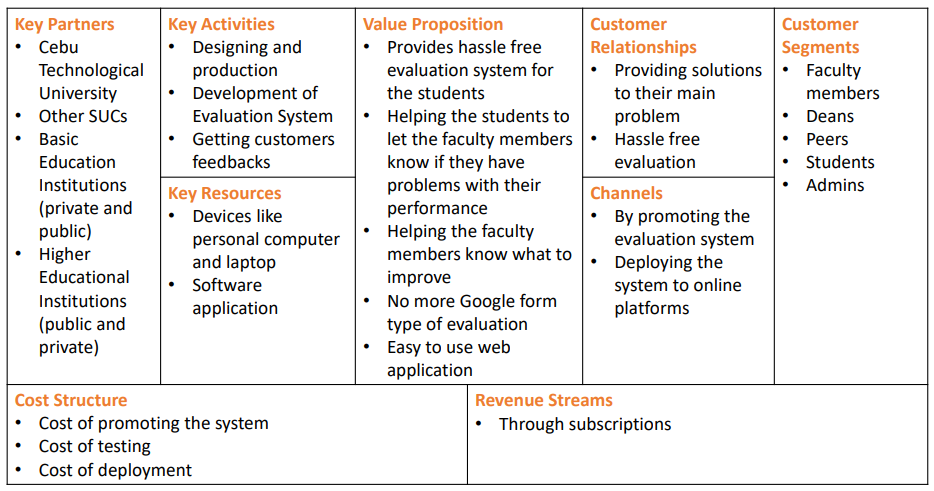 Key Partners
• Cebu
Technological
University
• Other SUCs
• Basic
Education
Institutions
(private and
public)
• Higher
Educational
Institutions
(public and
private)
Key Activities
• Designing and
production
• Development of
Evaluation System
• Getting customers
feedbacks
Key Resources
• Devices like
personal computer
and laptop
• Software
application
Value Proposition
• Provides hassle free
evaluation system for
the students
• Helping the students to
let the faculty members
know if they have
problems with their
performance
• Helping the faculty
members know what to
improve
• No more Google form
type of evaluation
• Easy to use web
application
Customer
Relationships
• Providing solutions
to their main
problem
• Hassle free
evaluation
Channels
• By promoting the
evaluation system
• Deploying the
system to online
platforms
Customer
Segments
• Faculty
members
• Deans
• Peers
• Students
• Admins
Cost Structure
• Cost of promoting the system
• Cost of testing
• Cost of deployment
Revenue Streams
• Through subscriptions